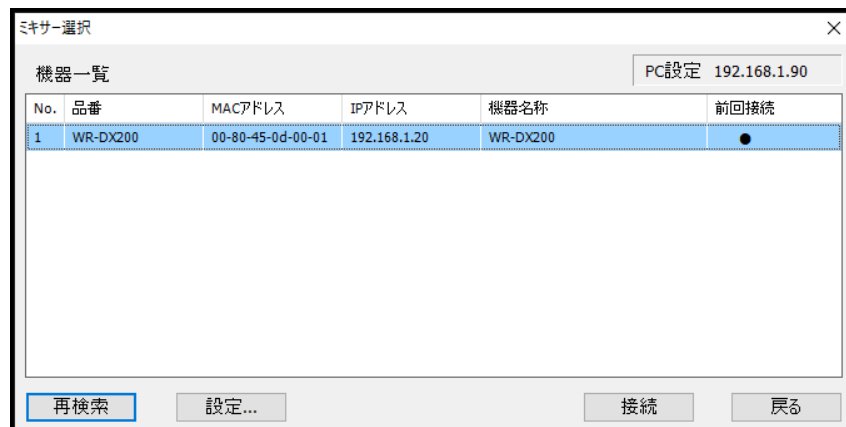 ミキサー選択
機器一覧
PC設定 192.168.1.90
No. 品番 MACアドレス IPアドレス 機器名称 前回接続
1 WR-DX200 00-80-45-0d-00-01 192.168.1.20 WR-DX200 ●
再検索 設定... 接続 戻る